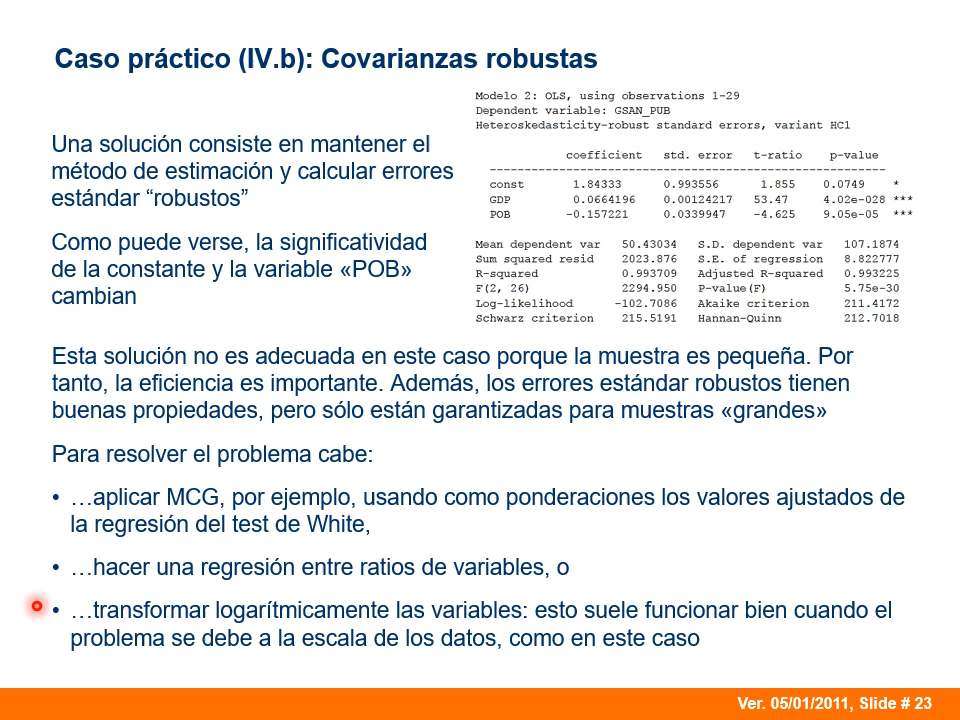 Caso práctico (IV.b): Covarianzas robustas
Una solución consiste en mantener el
método de estimación y calcular errores
estándar “robustos”
Como puede verse, la significatividad
de la constante y la variable «POB»
cambian
Modelo 2: OLS, using observations 1-29
Dependent variable: GSAN_PUB
Heteroskedasticity-robust standard errors, variant HC1
coefficient std. error t-ratio p-value
const 1.84333 0.993556 1.855 0.0749 *
GDP 0.0664196 0.00124217 53.47 4.02e-028 ***
POB -0.157221 0.0339947 -4.625 9.05e-05 ***
Mean dependent var 50.43034 S.D. dependent var 107.1874
Sum squared resid 2023.876 S.E. of regression 8.822777
R-squared 0.993709 Adjusted R-squared 0.993225
F(2, 26) 2294.950 P-value(F) 5.75e-30
Log-likelihood -102.7086 Akaike criterion 211.4172
Schwarz criterion 215.5191 Hannan-Quinn 212.7018
Esta solución no es adecuada en este caso porque la muestra es pequeña. Por
tanto, la eficiencia es importante. Además, los errores estándar robustos tienen
buenas propiedades, pero sólo están garantizadas para muestras «grandes»
Para resolver el problema cabe:
• …aplicar MCG, por ejemplo, usando como ponderaciones los valores ajustados de
la regresión del test de White,
• …hacer una regresión entre ratios de variables, o
• …transformar logarítmicamente las variables: esto suele funcionar bien cuando el
problema se debe a la escala de los datos, como en este caso
Ver. 05/01/2011, Slide # 23